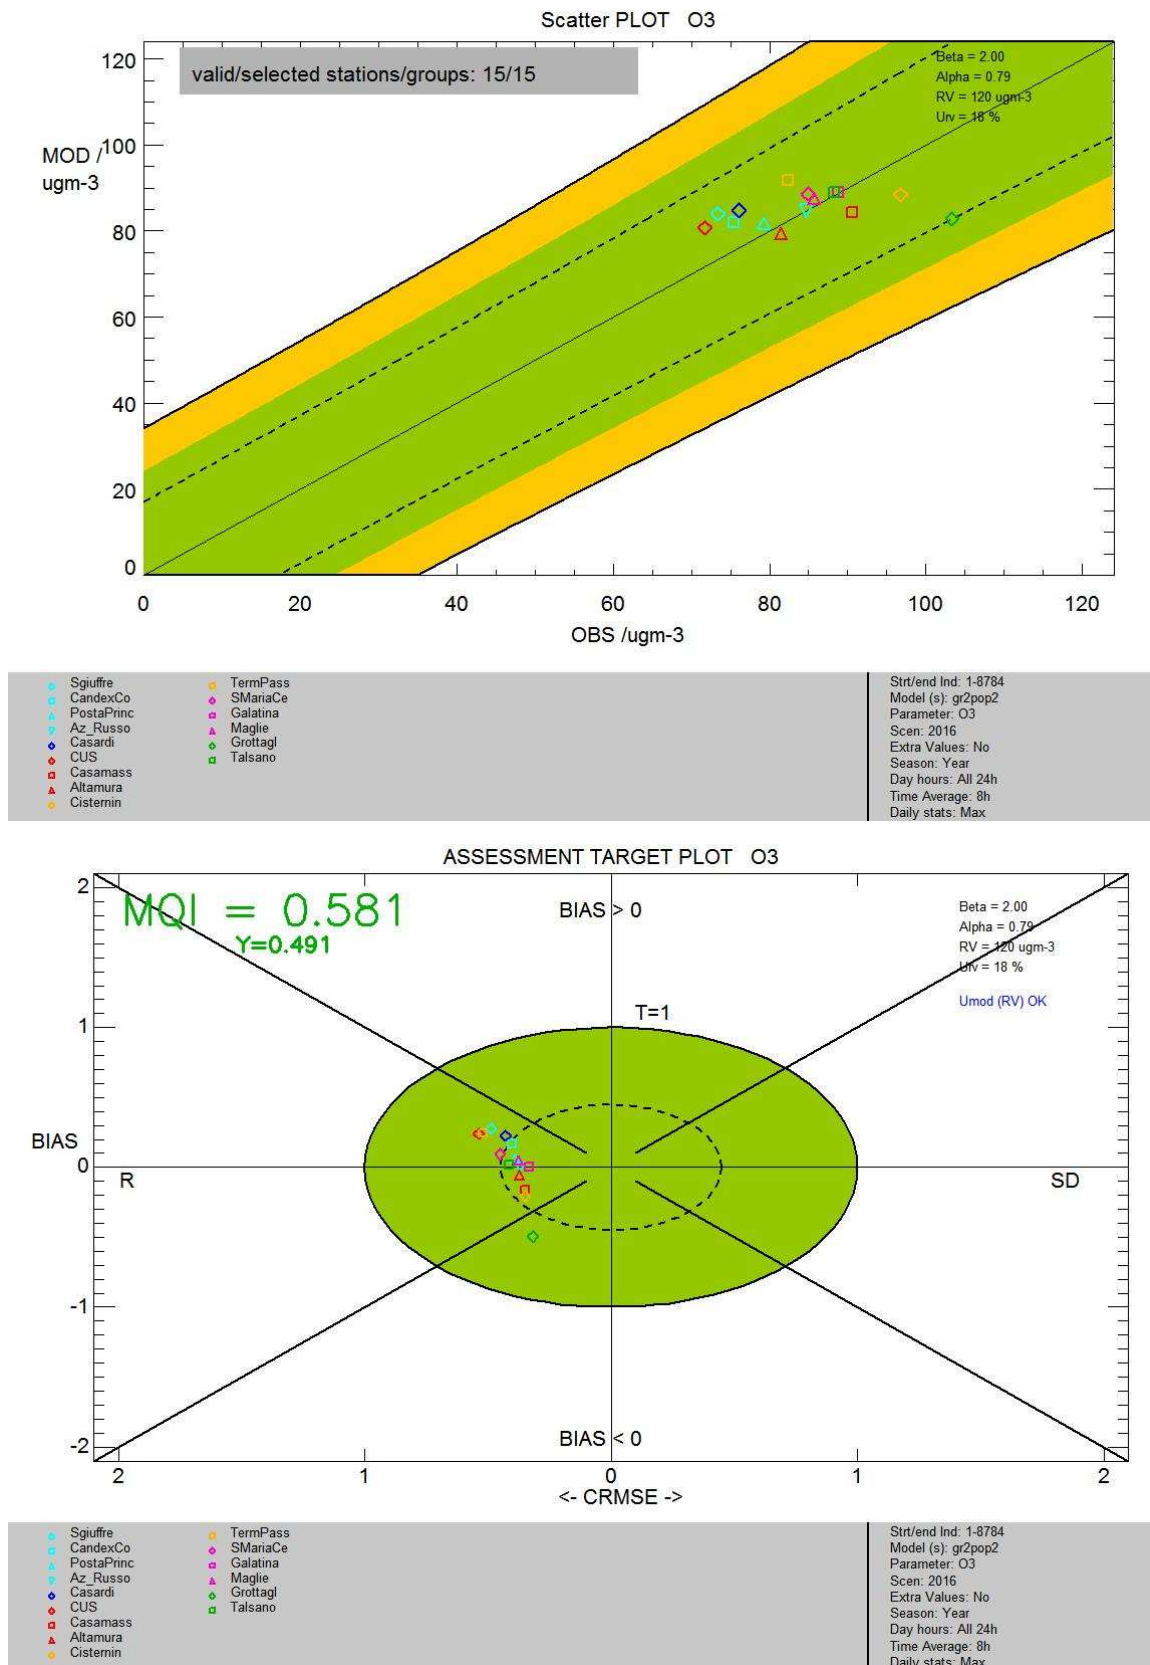 Scatter PLOT O3
valid/selected stations/groups: 15/15
Beta = 2.00
Alpha = 0.79
RV = 120 ugm-3
Urv = 18 %
MOD /
ugm-3
120
100
80
60
40
20
0
0 20 40 60 80 100 120
OBS /ugm-3
Sgiuffre
CandexCo
PostaPrinc
Az_Russo
Casardi
CUS
Casamass
Altamura
Cisternin
TermPass
SMariaCe
Galatina
Maglie
Grottagl
Talsano
Strt/end Ind: 1-8784
Model (s): gr2pop2
Parameter: O3
Scen: 2016
Extra Values: No
Season: Year
Day hours: All 24h
Time Average: 8h
Daily stats: Max
ASSESSMENT TARGET PLOT O3
MQI = 0.581
Y=0.491
BIAS > 0
Beta = 2.00
Alpha = 0.79
RV = 120 ugm-3
Urv = 18 %
Umod (RV) OK
T=1
BIAS
2
1
0
-1
-2
R
SD
BIAS < 0
2 1 0 1 2
<- CRMSE ->
Sgiuffre
CandexCo
PostaPrinc
Az_Russo
Casardi
CUS
Casamass
Altamura
Cisternin
TermPass
SMariaCe
Galatina
Maglie
Grottagl
Talsano
Strt/end Ind: 1-8784
Model (s): gr2pop2
Parameter: O3
Scen: 2016
Extra Values: No
Season: Year
Day hours: All 24h
Time Average: 8h
Daily stats: Max